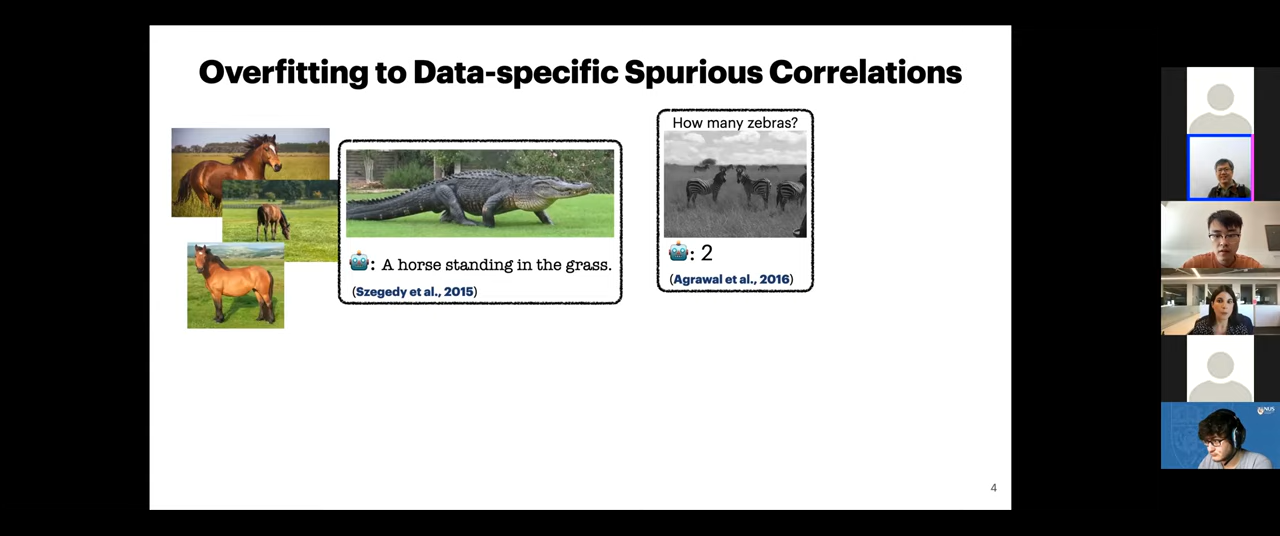 Overfitting to Data-specific Spurious Correlations
How many zebras?
: A horse standing in the grass.
(Szegedy et al., 2015)
: 2
(Agrawal et al., 2016)
4
NUS